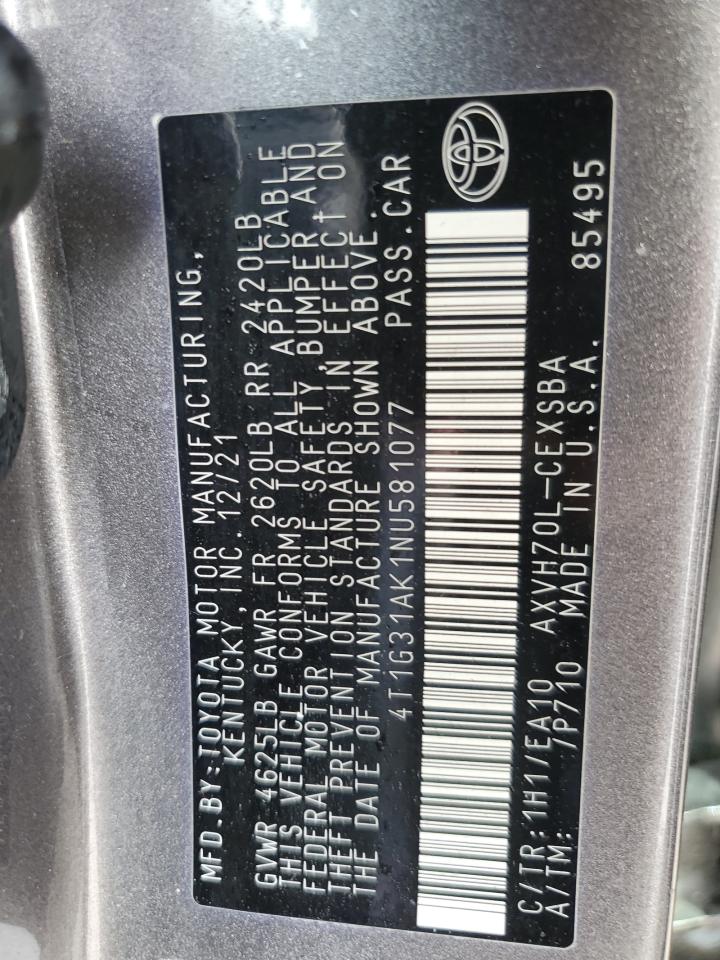 MFD.BY:TOYOTA MOTOR MANUFACTURING,
KENTUCKY, INC. 12/21
GVWR 4625LB GAWR FR 2620LB RR 2420LB
THIS VEHICLE CONFORMS TO ALL APPLICABLE
FEDERAL MOTOR VEHICLE SAFETY, BUMPER, AND
THEFT PREVENTION STANDARDS IN EFFECT ON
THE DATE OF MANUFACTURE SHOWN ABOVE.
4T1G31AK1NU581077 PASS.CAR
C/TR:1H1/EA10 AXVH70L-CEXSBA
A/TM: /P710 MADE IN U.S.A. 85495